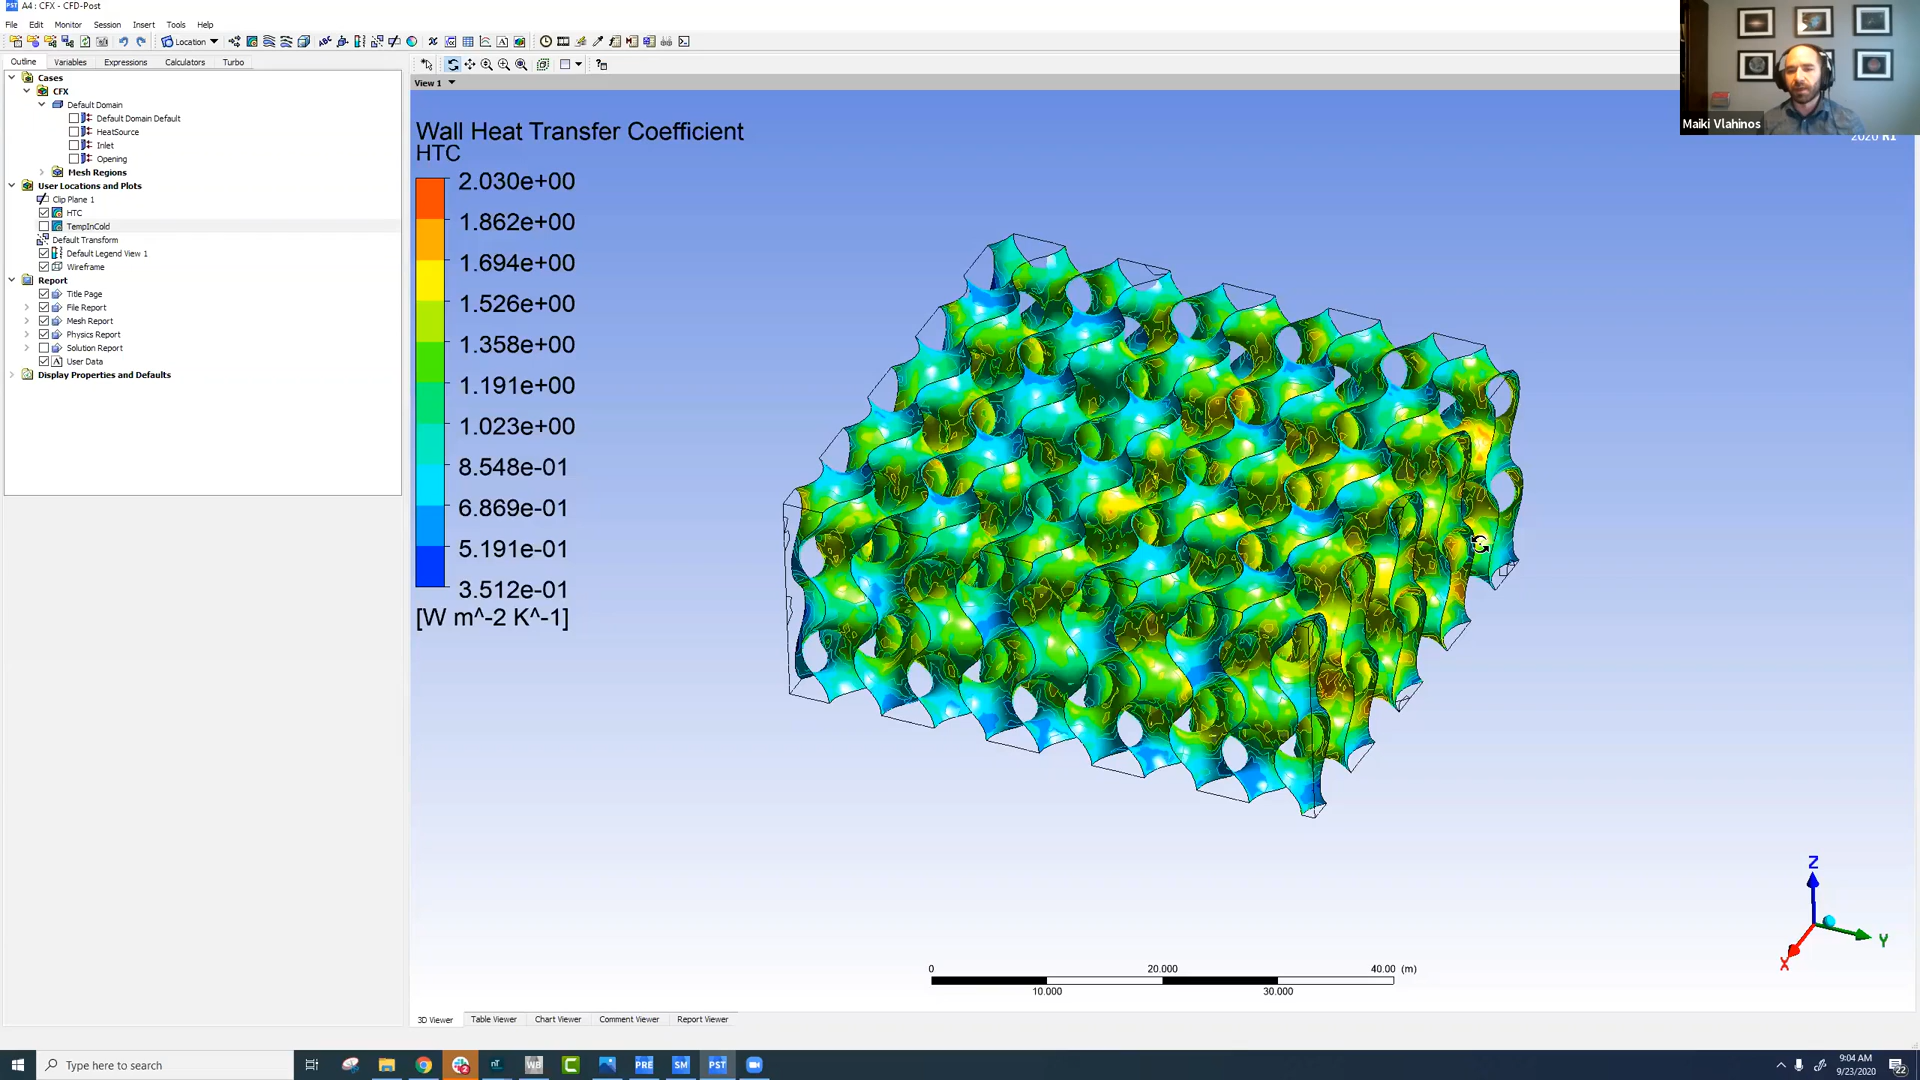 A4 : CFX - CFD-Post
File Edit Monitor Session Insert Tools Help
Location
Outline Variables Expressions Calculators Turbo
Cases
CFX
Default Domain
Default Domain Default
HeatSource
Inlet
Opening
Mesh Regions
User Locations and Plots
Clip Plane 1
HTC
TempInCold
Default Transform
Default Legend View 1
Wireframe
Report
Title Page
File Report
Mesh Report
Physics Report
Solution Report
User Data
Display Properties and Defaults
View 1
Wall Heat Transfer Coefficient
HTC
2.030e+00
1.862e+00
1.694e+00
1.526e+00
1.358e+00
1.191e+00
1.023e+00
8.548e-01
6.869e-01
5.191e-01
3.512e-01
[W m^-2 K^-1]
Maiki Vlahinos
2020 R1
Z
Y
X
0 20.000 40.00 (m)
10.000 30.000
3D Viewer Table Viewer Chart Viewer Comment Viewer Report Viewer
Type here to search
nT WB PRE SM PST
9:04 AM
9/23/2020
22